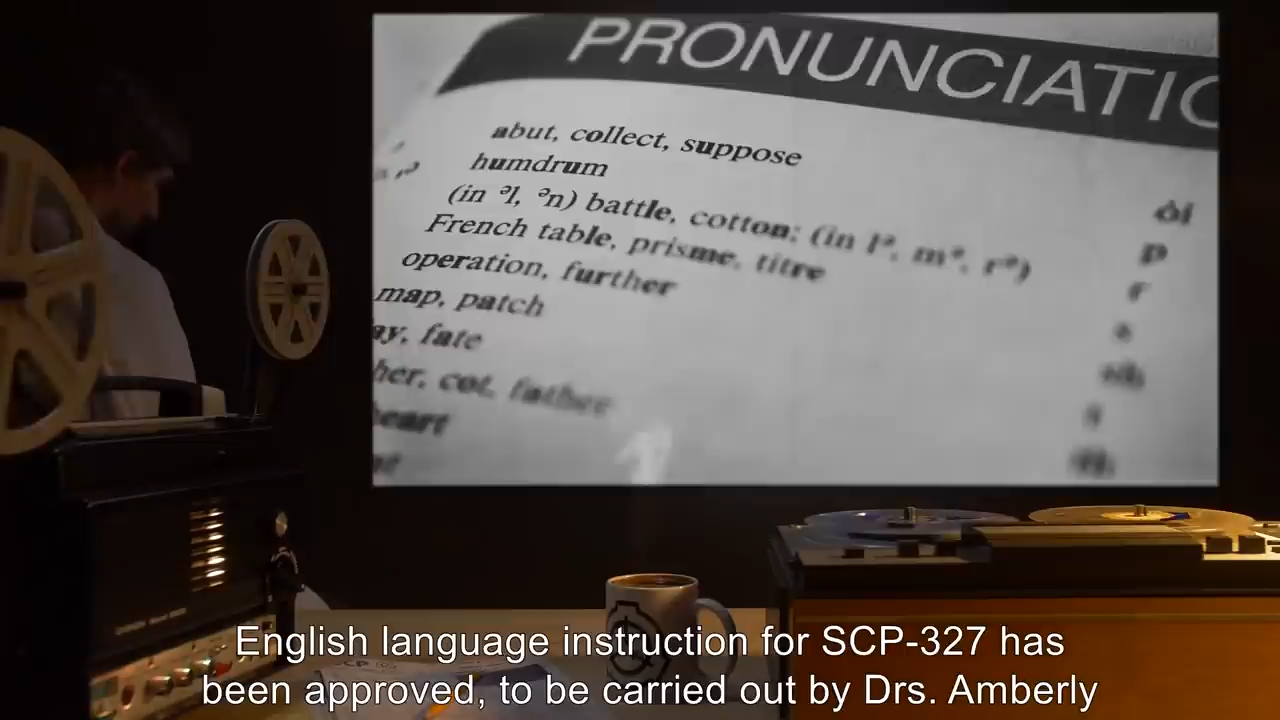 PRONUNCIATIO
abut, collect, suppose
humdrum
(in ᵊl, ᵊn) battle, cotton; (in lᵊ, mᵊ, rᵊ)
French table, prisme, titre
operation, further
map, patch
ay, fate
her, cot, father
heart
òi
p
r
English language instruction for SCP-327 has
been approved, to be carried out by Drs. Amberly